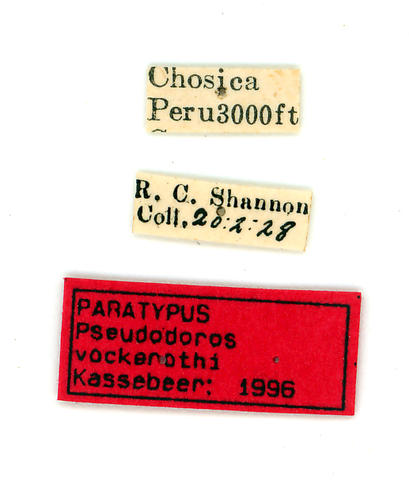 Chosica
Peru3000ft
~
R. C. Shannon
Coll. 20·2·28
PARATYPUS
Pseudodoros
vockerothi
Kassebeer: 1996